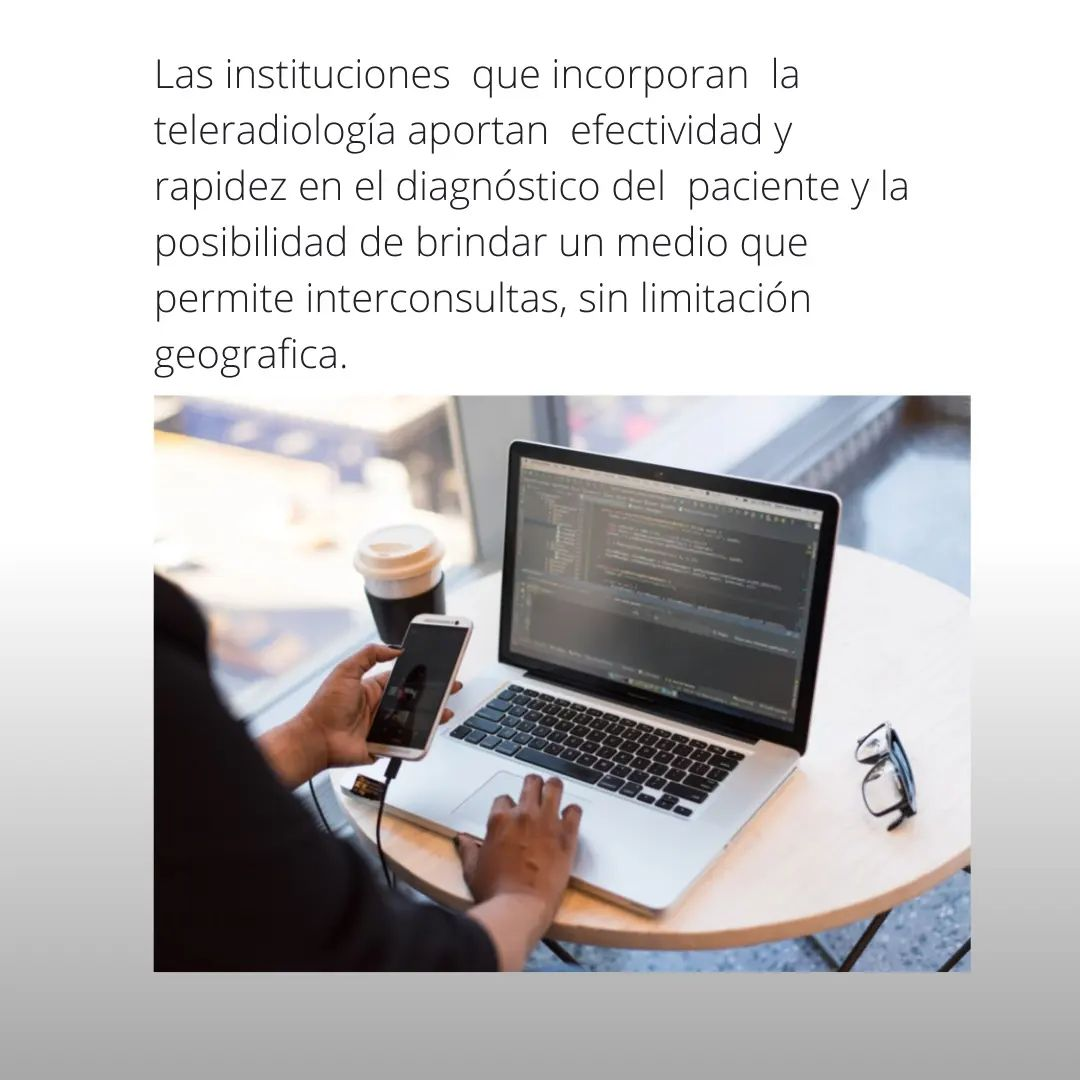 Las instituciones  que incorporan  la
teleradiología aportan  efectividad y
rapidez en el diagnóstico del  paciente y la
posibilidad de brindar un medio que
permite interconsultas, sin limitación
geografica.